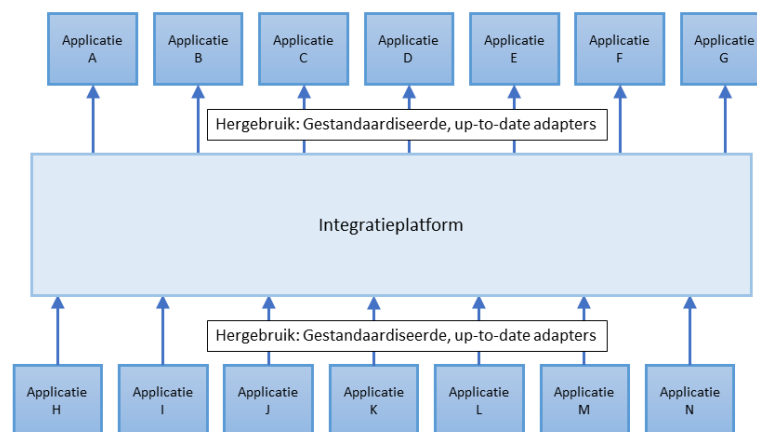 Applicatie
A
Applicatie
B
Applicatie
C
Applicatie
D
Applicatie
E
Applicatie
F
Applicatie
G
Hergebruik: Gestandaardiseerde, up-to-date adapters
Integratieplatform
Hergebruik: Gestandaardiseerde, up-to-date adapters
Applicatie
H
Applicatie
I
Applicatie
J
Applicatie
K
Applicatie
L
Applicatie
M
Applicatie
N